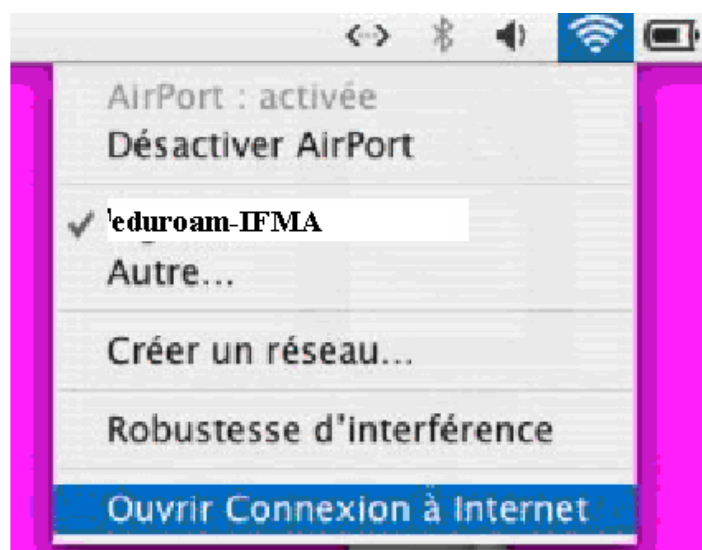 AirPort : activée
Désactiver AirPort
eduroam-IFMA
Autre...
Créer un réseau...
Robustesse d'interférence
Ouvrir Connexion à Internet